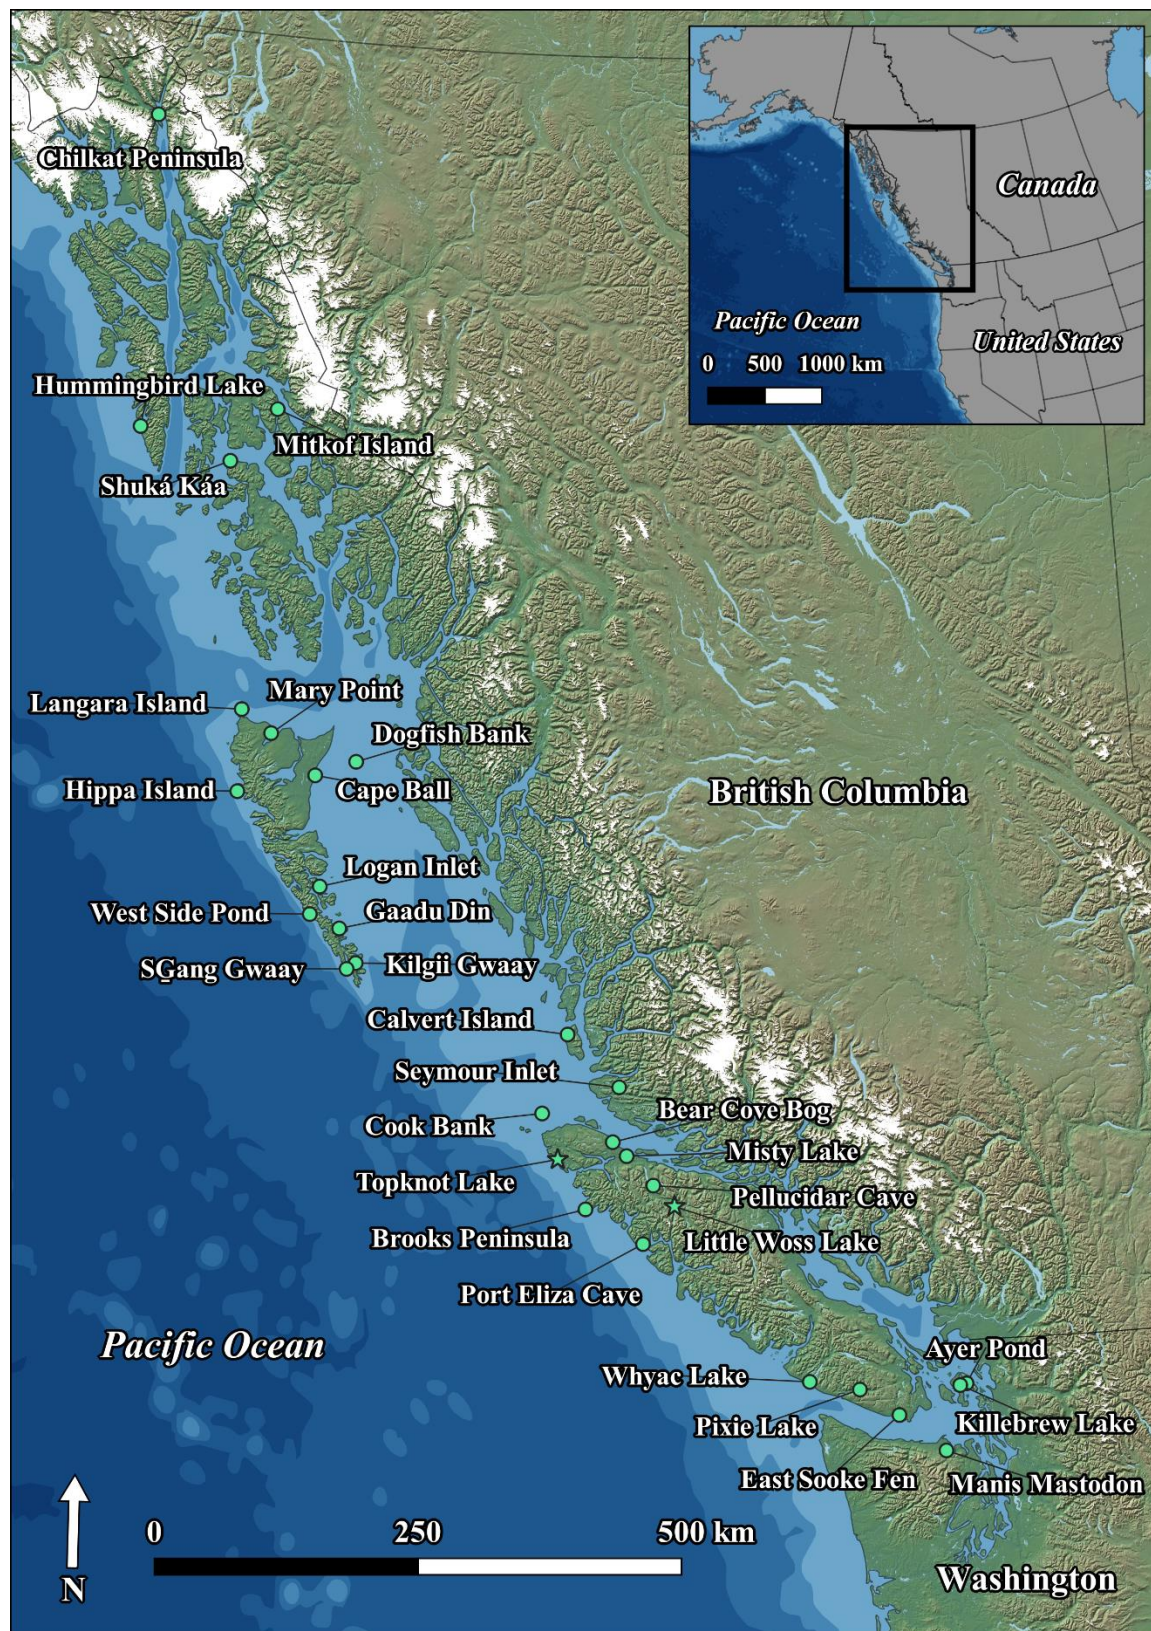 Chilkat Peninsula
Canada
Pacific Ocean
United States
0 500 1000 km
Hummingbird Lake
Mitkof Island
Shuká Káa
Mary Point
Langara Island
Dogfish Bank
Hippa Island
Cape Ball
British Columbia
Logan Inlet
West Side Pond
Gaadu Din
SG̱ang Gwaay
Kilgii Gwaay
Calvert Island
Seymour Inlet
Bear Cove Bog
Cook Bank
Misty Lake
Topknot Lake
Pellucidar Cave
Brooks Peninsula
Little Woss Lake
Port Eliza Cave
Pacific Ocean
Ayer Pond
Whyac Lake
Killebrew Lake
Pixie Lake
East Sooke Fen
Manis Mastodon
0 250 500 km
N
Washington